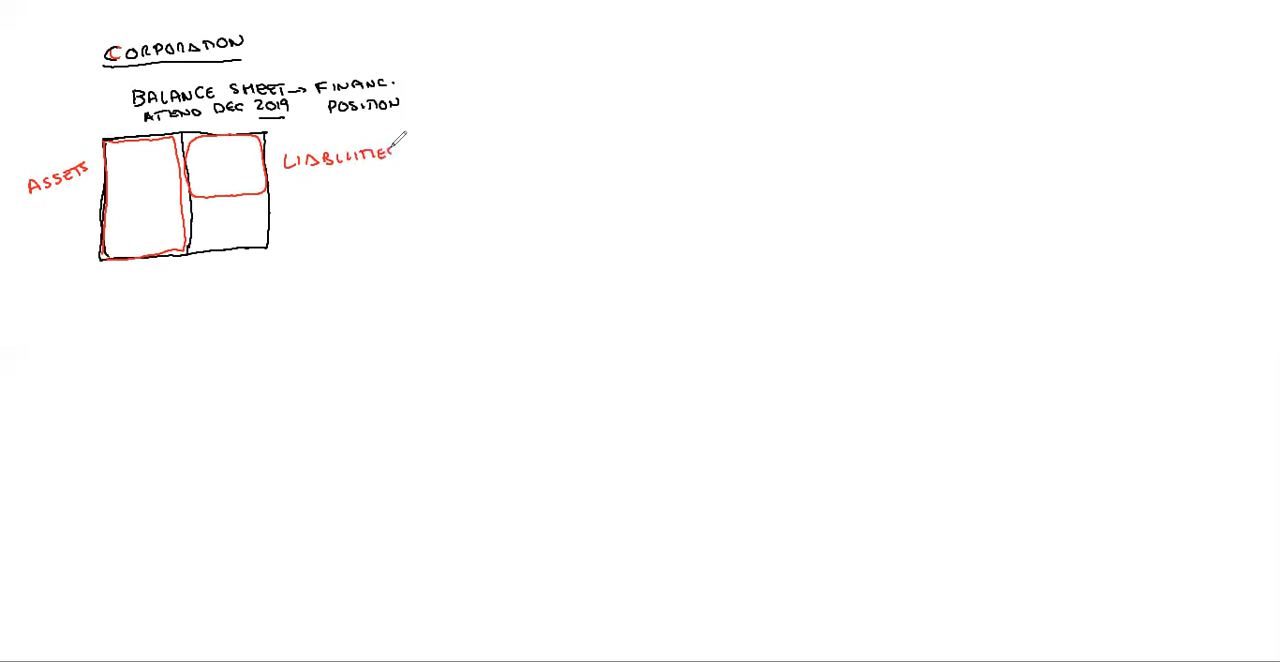 CORPORATION
BALANCE SHEET → FINANC.
AT END DEC 2019 POSITION
ASSETS
LIABILITIES